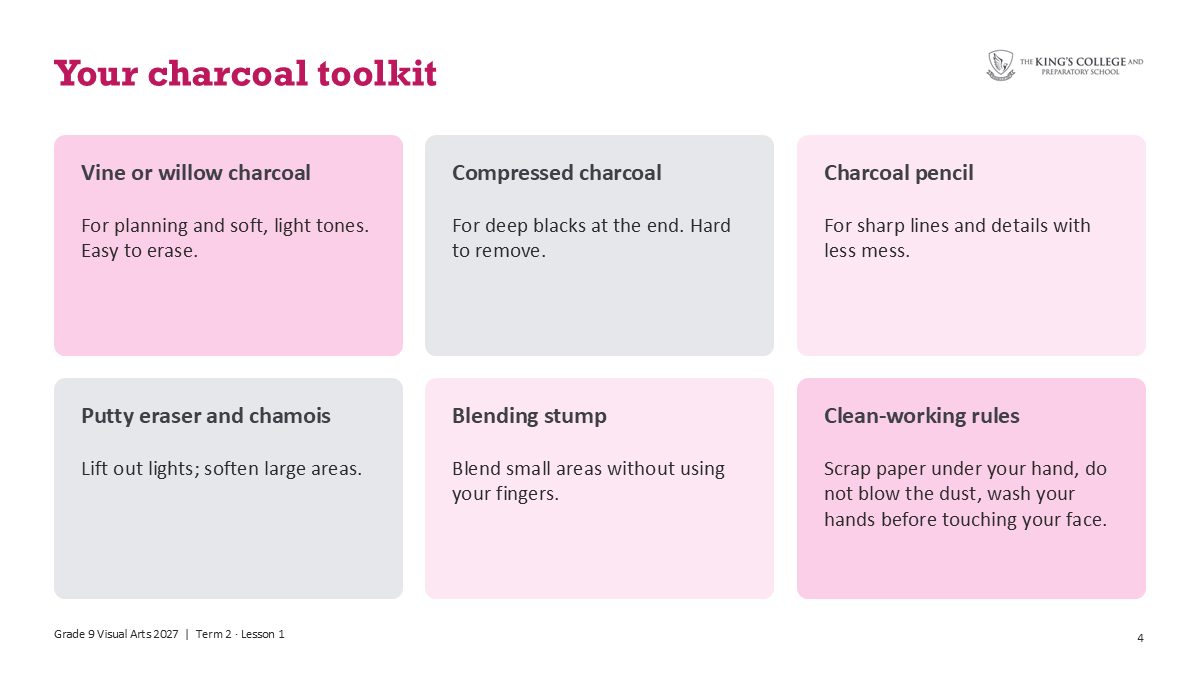 Your charcoal toolkit
THE KING'S COLLEGE AND
PREPARATORY SCHOOL
Vine or willow charcoal
For planning and soft, light tones.
Easy to erase.
Compressed charcoal
For deep blacks at the end. Hard
to remove.
Charcoal pencil
For sharp lines and details with
less mess.
Putty eraser and chamois
Lift out lights; soften large areas.
Blending stump
Blend small areas without using
your fingers.
Clean-working rules
Scrap paper under your hand, do
not blow the dust, wash your
hands before touching your face.
Grade 9 Visual Arts 2027 | Term 2 · Lesson 1
4